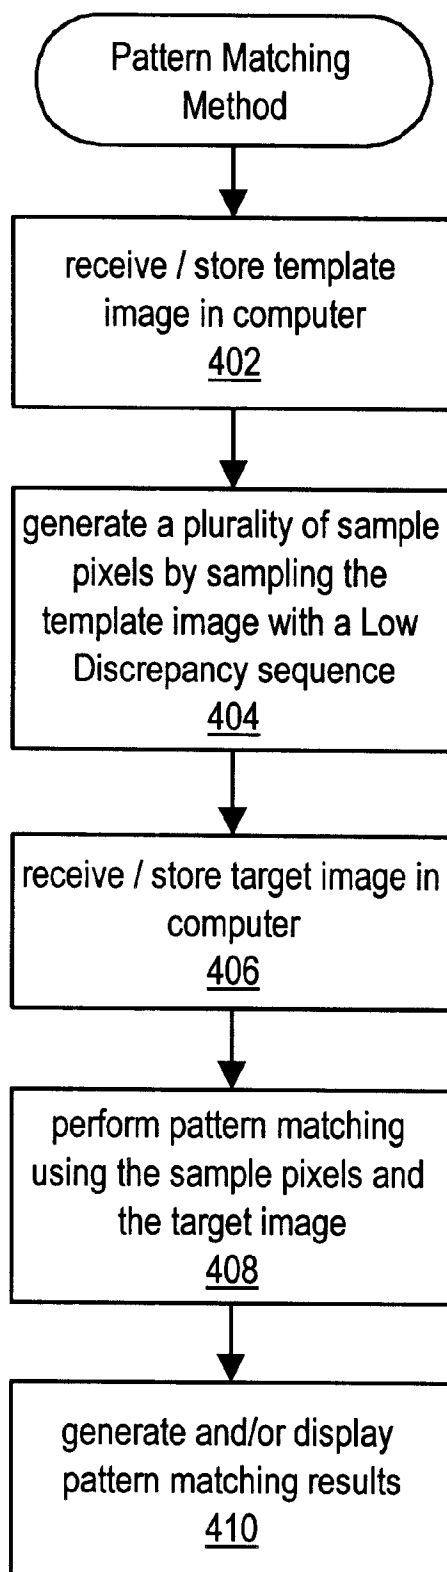 Pattern Matching
Method
receive / store template
image in computer
402
generate a plurality of sample
pixels by sampling the
template image with a Low
Discrepancy sequence
404
receive / store target image in
computer
406
perform pattern matching
using the sample pixels and
the target image
408
generate and/or display
pattern matching results
410